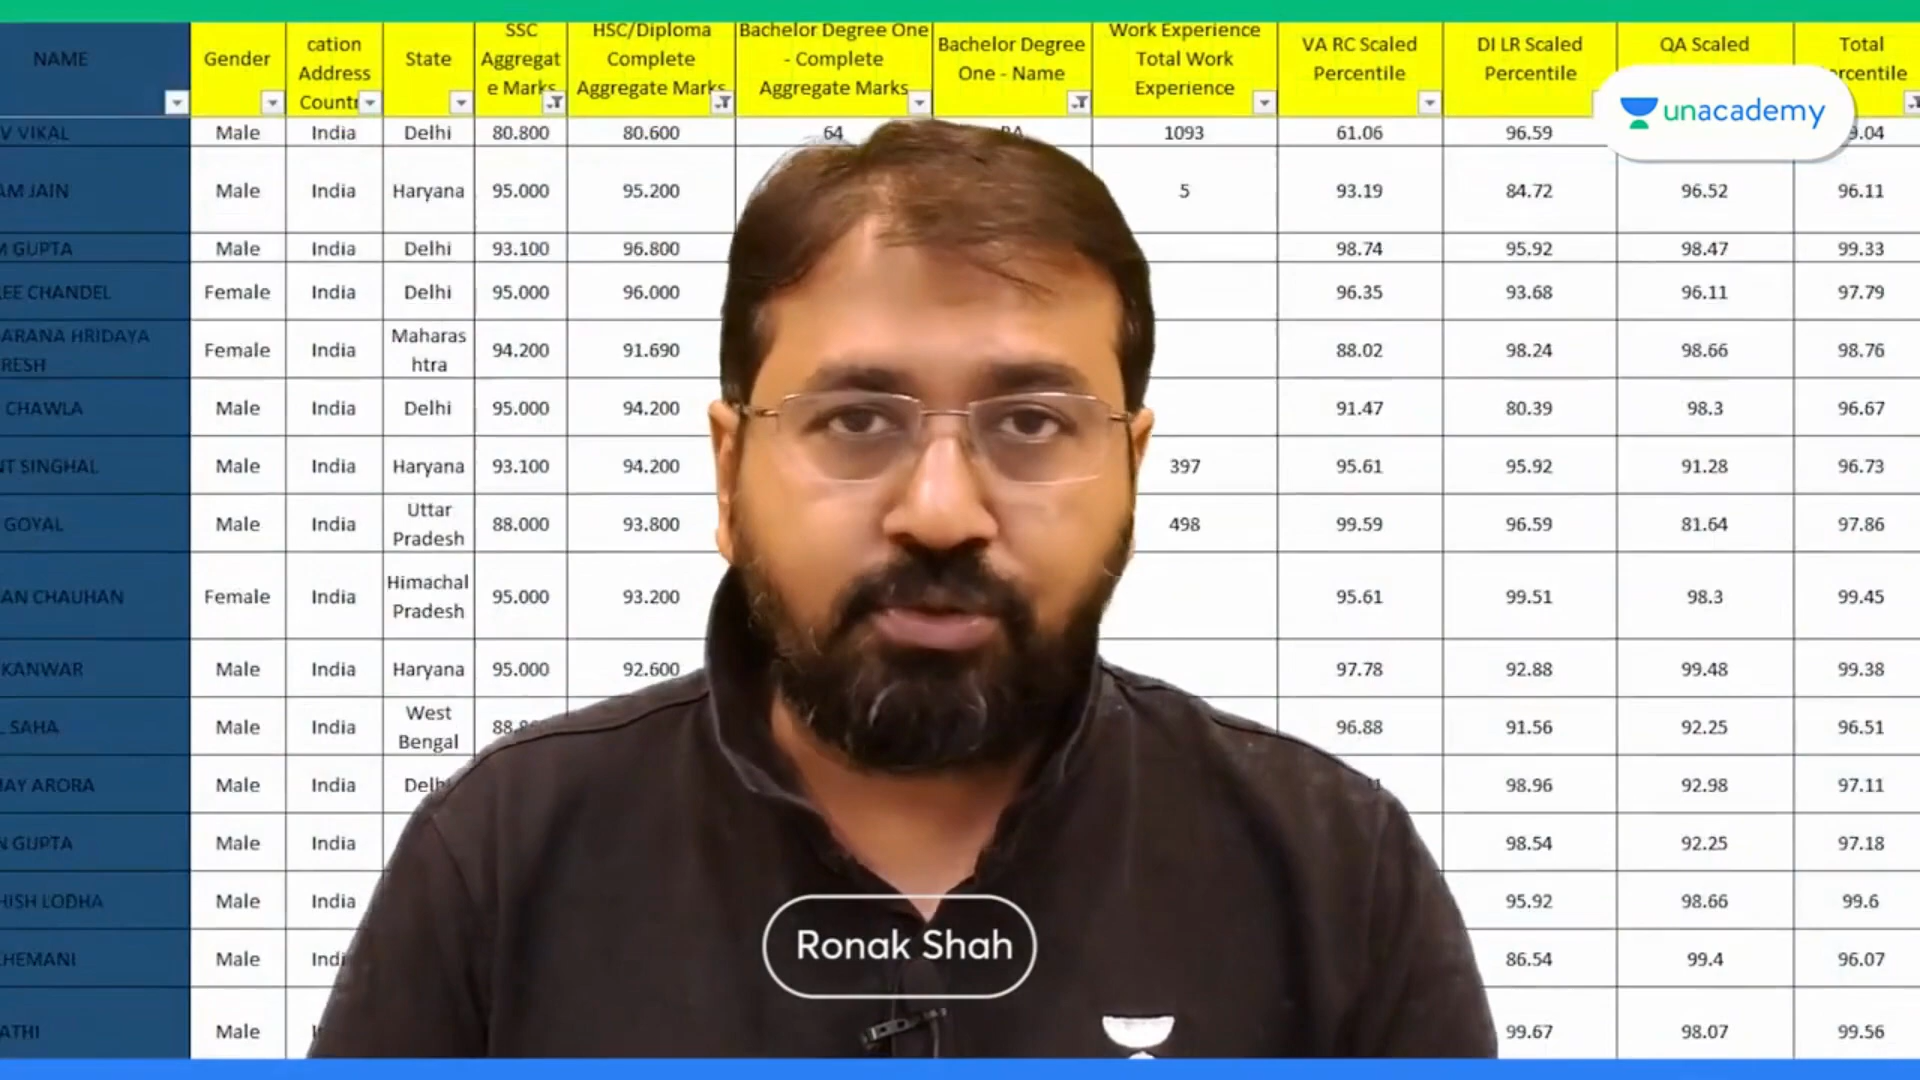 NAME
Gender
cation
Address
Countr
State
SSC
Aggregat
e Marks
HSC/Diploma
Complete
Aggregate Marks
Bachelor Degree One
- Complete
Aggregate Marks
Bachelor Degree
One - Name
Work Experience
Total Work
Experience
VA RC Scaled
Percentile
DI LR Scaled
Percentile
QA Scaled
Total
ercentile
unacademy
V VIKAL Male India Delhi 80.800 80.600 64 BA 1093 61.06 96.59 9.04
AM JAIN Male India Haryana 95.000 95.200 5 93.19 84.72 96.52 96.11
M GUPTA Male India Delhi 93.100 96.800 98.74 95.92 98.47 99.33
LEE CHANDEL Female India Delhi 95.000 96.000 96.35 93.68 96.11 97.79
ARANA HRIDAYA
RESH Female India Maharas
htra 94.200 91.690 88.02 98.24 98.66 98.76
CHAWLA Male India Delhi 95.000 94.200 91.47 80.39 98.3 96.67
NT SINGHAL Male India Haryana 93.100 94.200 397 95.61 95.92 91.28 96.73
GOYAL Male India Uttar
Pradesh 88.000 93.800 498 99.59 96.59 81.64 97.86
AN CHAUHAN Female India Himachal
Pradesh 95.000 93.200 95.61 99.51 98.3 99.45
KANWAR Male India Haryana 95.000 92.600 97.78 92.88 99.48 99.38
L SAHA Male India West
Bengal 88.8 96.88 91.56 92.25 96.51
JAY ARORA Male India Delh 98.96 92.98 97.11
N GUPTA Male India 98.54 92.25 97.18
HISH LODHA Male India 95.92 98.66 99.6
HEMANI Male Indi 86.54 99.4 96.07
ATHI Male I 99.67 98.07 99.56
Ronak Shah